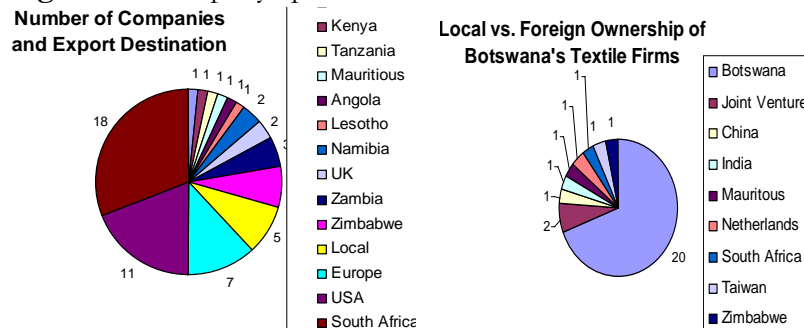 Number of Companies
and Export Destination
1 1 1 1 1 1
2
2
5
7
11
18
Kenya
Tanzania
Mauritious
Angola
Lesotho
Namibia
UK
Zambia
Zimbabwe
Local
Europe
USA
South Africa
Local vs. Foreign Ownership of
Botswana's Textile Firms
1
1
1 1
1
1
1
2
20
Botswana
Joint Venture
China
India
Mauritous
Netherlands
South Africa
Taiwan
Zimbabwe